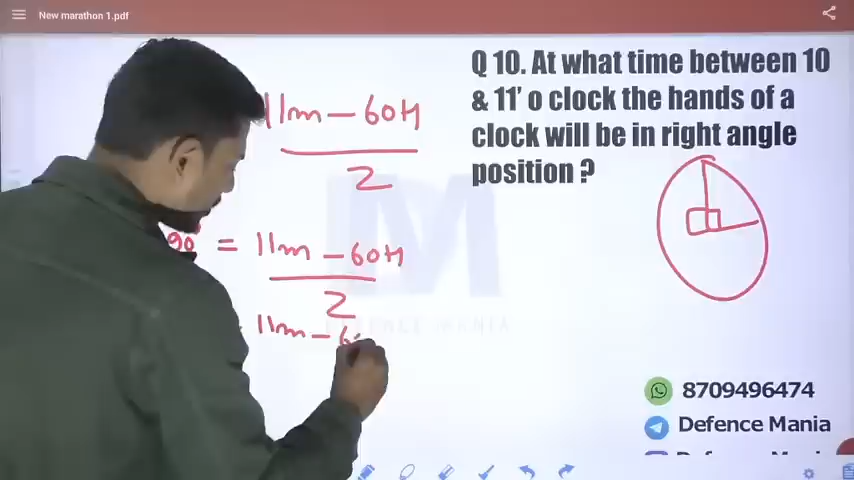 New marathon 1.pdf
Q 10. At what time between 10
& 11' o clock the hands of a
clock will be in right angle
position ?
11m - 60H
2
90° = 11m - 60H
2
11m - 6
8709496474
Defence Mania